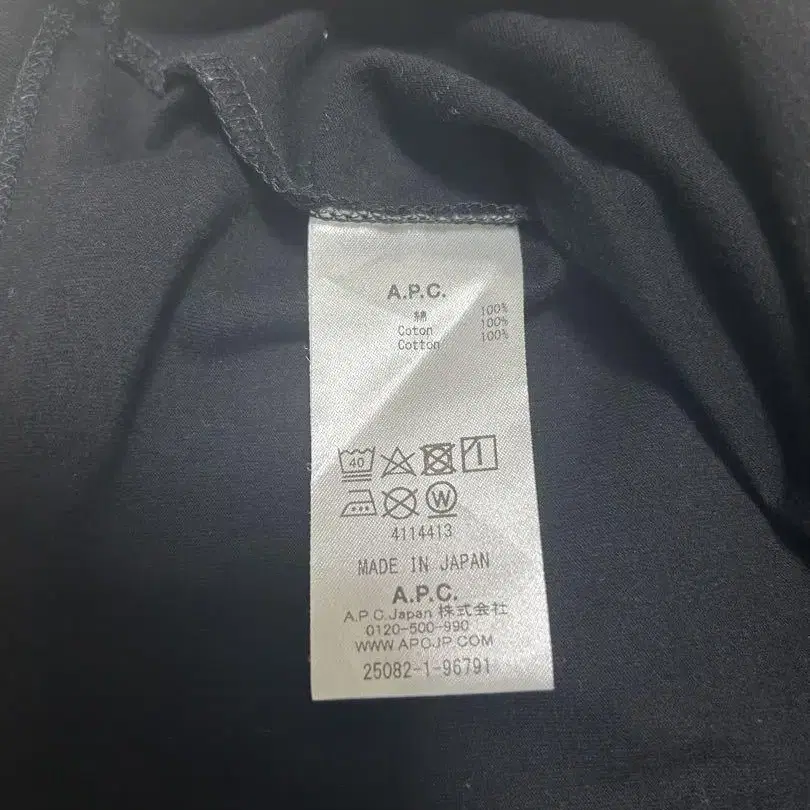 A.P.C.
綿 100%
Coton 100%
Cotton 100%
40
W
4114413
MADE IN JAPAN
A.P.C.
A.P.C.Japan 株式会社
0120-500-990
WWW.APCJP.COM
25082-1-96791